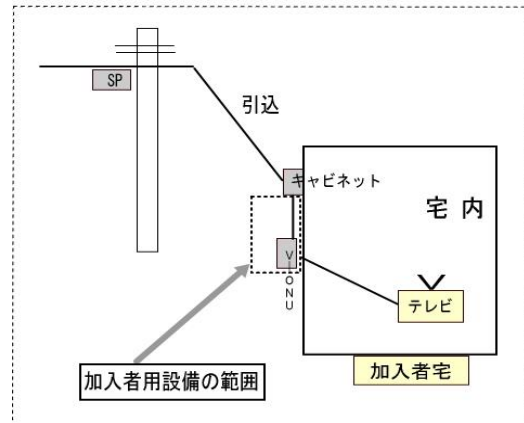 SP
引込
キャビネット
宅 内
V-ONU
テレビ
加入者用設備の範囲
加入者宅